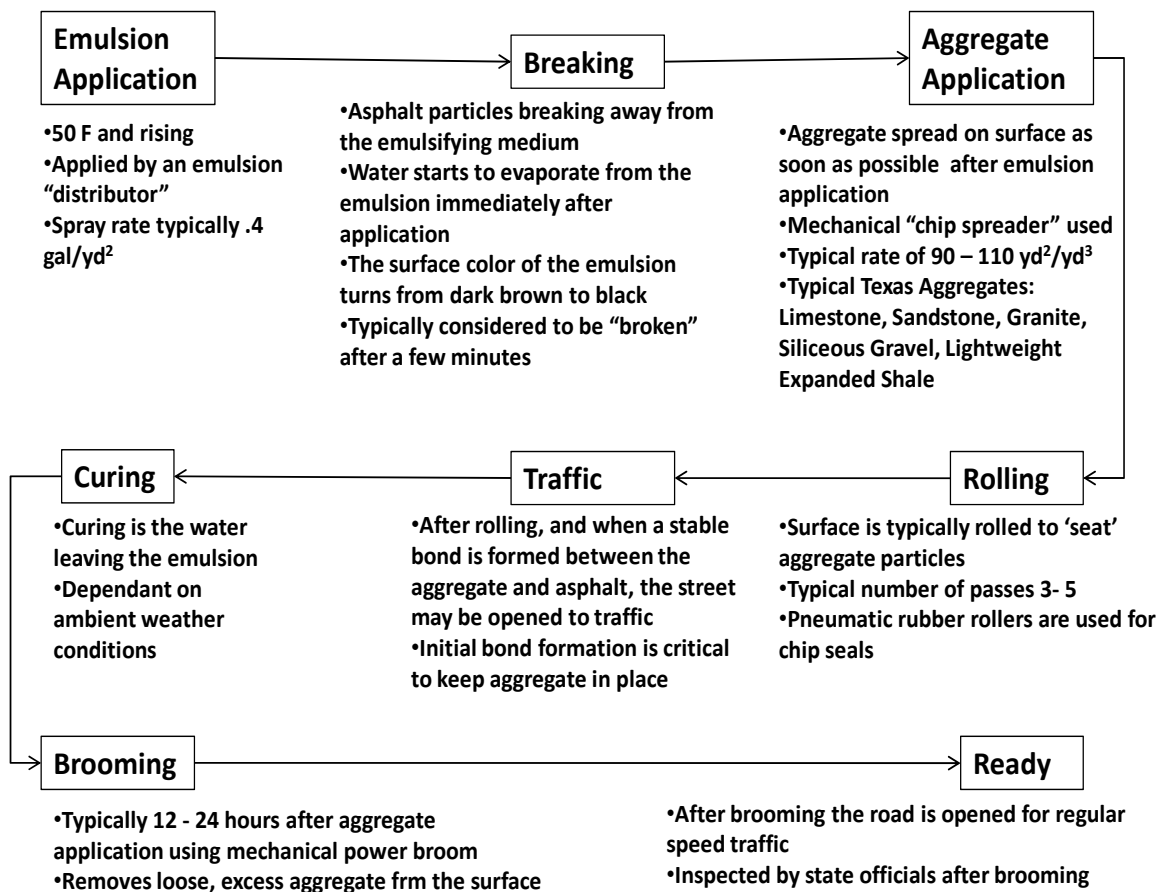 Emulsion
Application
•50 F and rising
•Applied by an emulsion
“distributor”
•Spray rate typically .4
gal/yd²
Breaking
•Asphalt particles breaking away from
the emulsifying medium
•Water starts to evaporate from the
emulsion immediately after
application
•The surface color of the emulsion
turns from dark brown to black
•Typically considered to be “broken”
after a few minutes
Aggregate
Application
•Aggregate spread on surface as
soon as possible after emulsion
application
•Mechanical “chip spreader” used
•Typical rate of 90 – 110 yd²/yd³
•Typical Texas Aggregates:
Limestone, Sandstone, Granite,
Siliceous Gravel, Lightweight
Expanded Shale
Rolling
•Surface is typically rolled to ‘seat’
aggregate particles
•Typical number of passes 3- 5
•Pneumatic rubber rollers are used for
chip seals
Traffic
•After rolling, and when a stable
bond is formed between the
aggregate and asphalt, the street
may be opened to traffic
•Initial bond formation is critical
to keep aggregate in place
Curing
•Curing is the water
leaving the emulsion
•Dependant on
ambient weather
conditions
Brooming
•Typically 12 - 24 hours after aggregate
application using mechanical power broom
•Removes loose, excess aggregate frm the surface
Ready
•After brooming the road is opened for regular
speed traffic
•Inspected by state officials after brooming